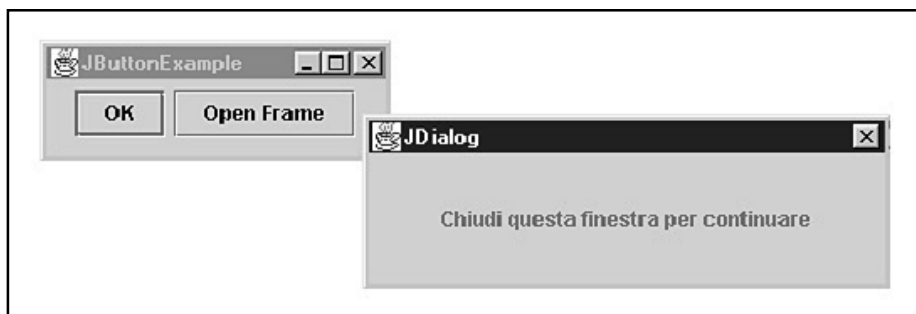 JButtonExample
OK
Open Frame
JDialog
Chiudi questa finestra per continuare